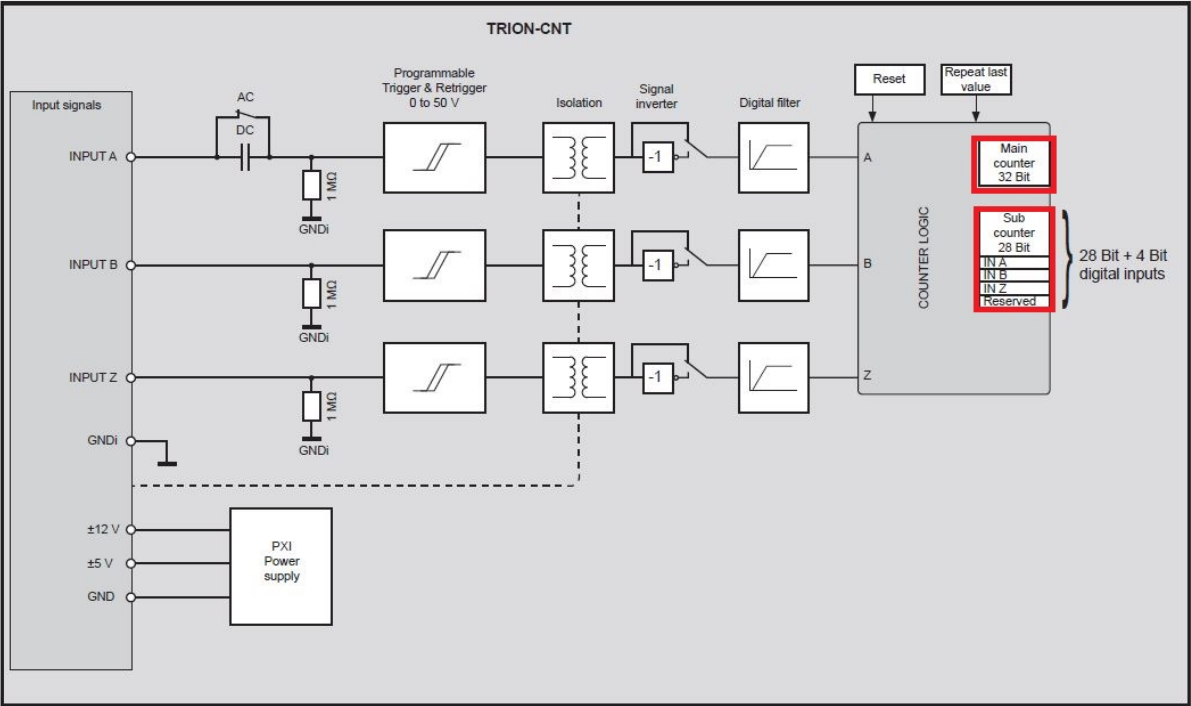 TRION-CNT
Input signals
AC
DC
Programmable
Trigger & Retrigger
0 to 50 V
Isolation
Signal
inverter
Digital filter
Reset
Repeat last
value
INPUT A
1 MΩ
GNDi
-1
A
Main
counter
32 Bit
INPUT B
1 MΩ
GNDi
-1
B
COUNTER LOGIC
Sub
counter
28 Bit
IN A
IN B
IN Z
Reserved
28 Bit + 4 Bit
digital inputs
INPUT Z
1 MΩ
GNDi
-1
Z
GNDi
±12 V
±5 V
GND
PXI
Power
supply